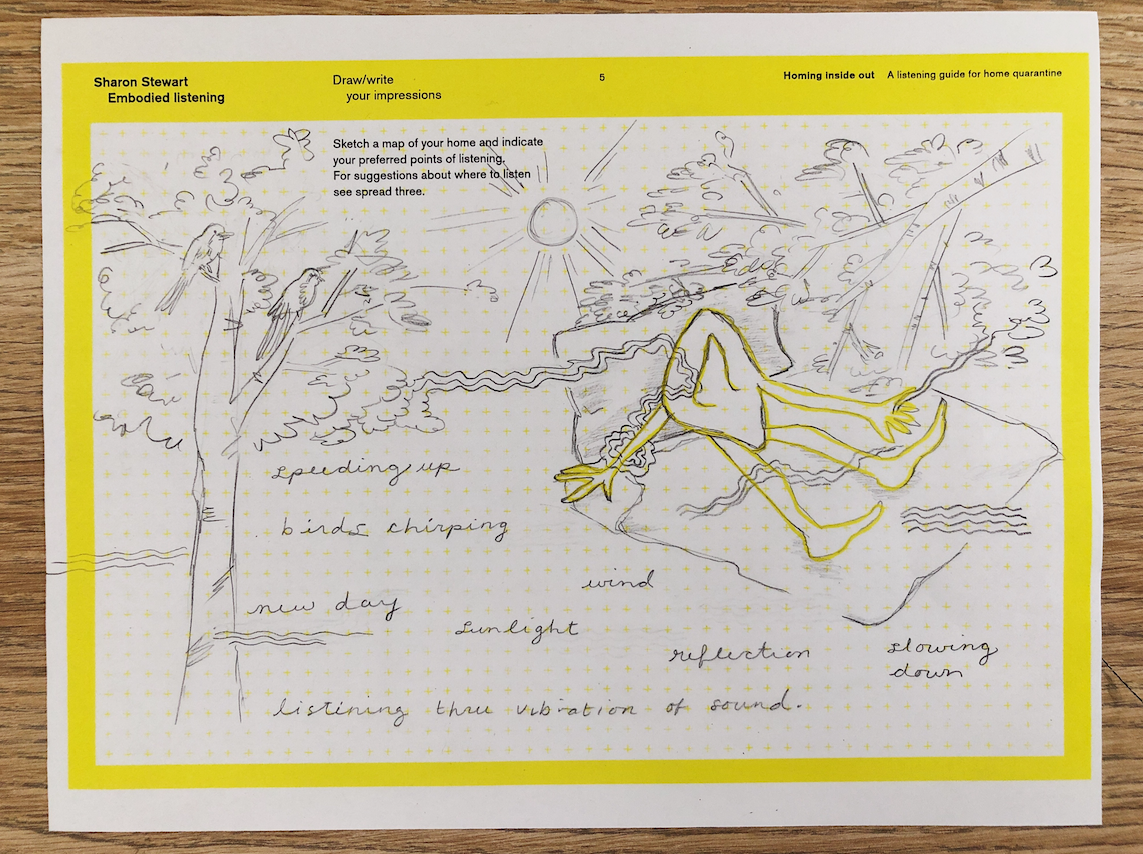 Sharon Stewart
Embodied listening
Draw/write
your impressions
5
Homing inside out A listening guide for home quarantine
Sketch a map of your home and indicate
your preferred points of listening.
For suggestions about where to listen
see spread three.
speeding up
birds chirping
new day
wind
sunlight
reflection
slowing
down
listining thru vibration of sound.